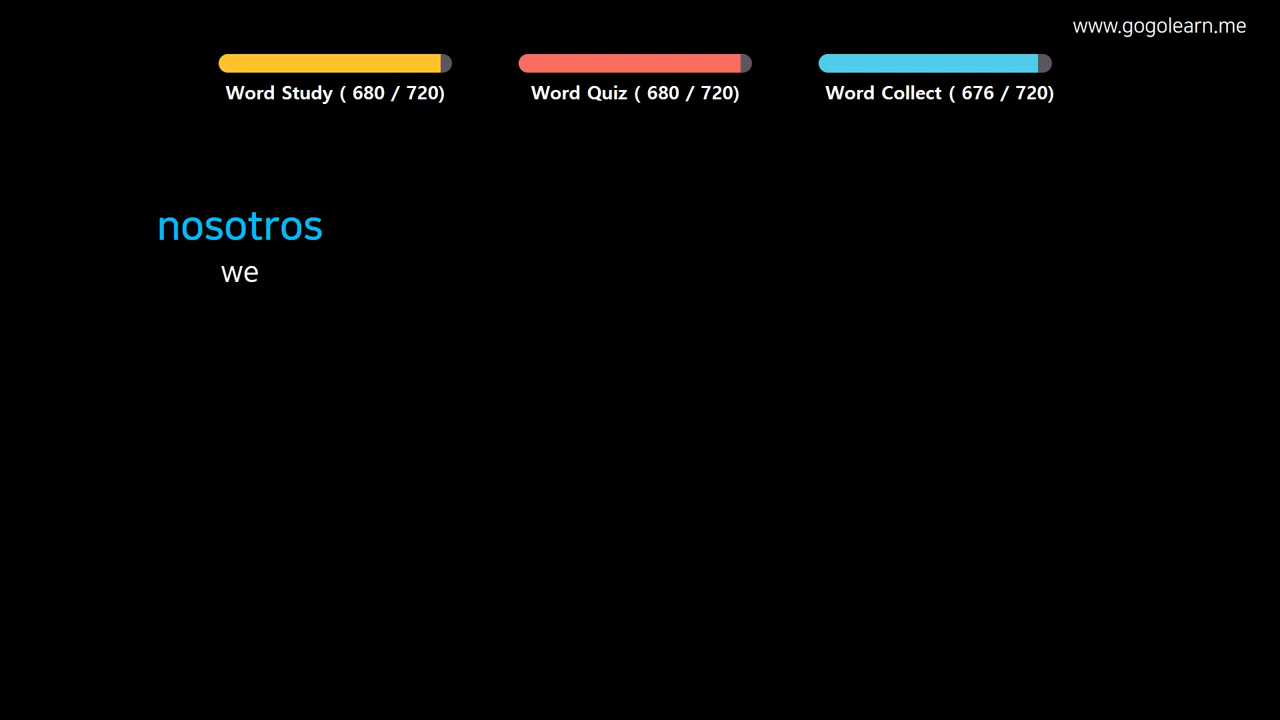 www.gogolearn.me
Word Study ( 680 / 720)
Word Quiz ( 680 / 720)
Word Collect ( 676 / 720)
nosotros
we